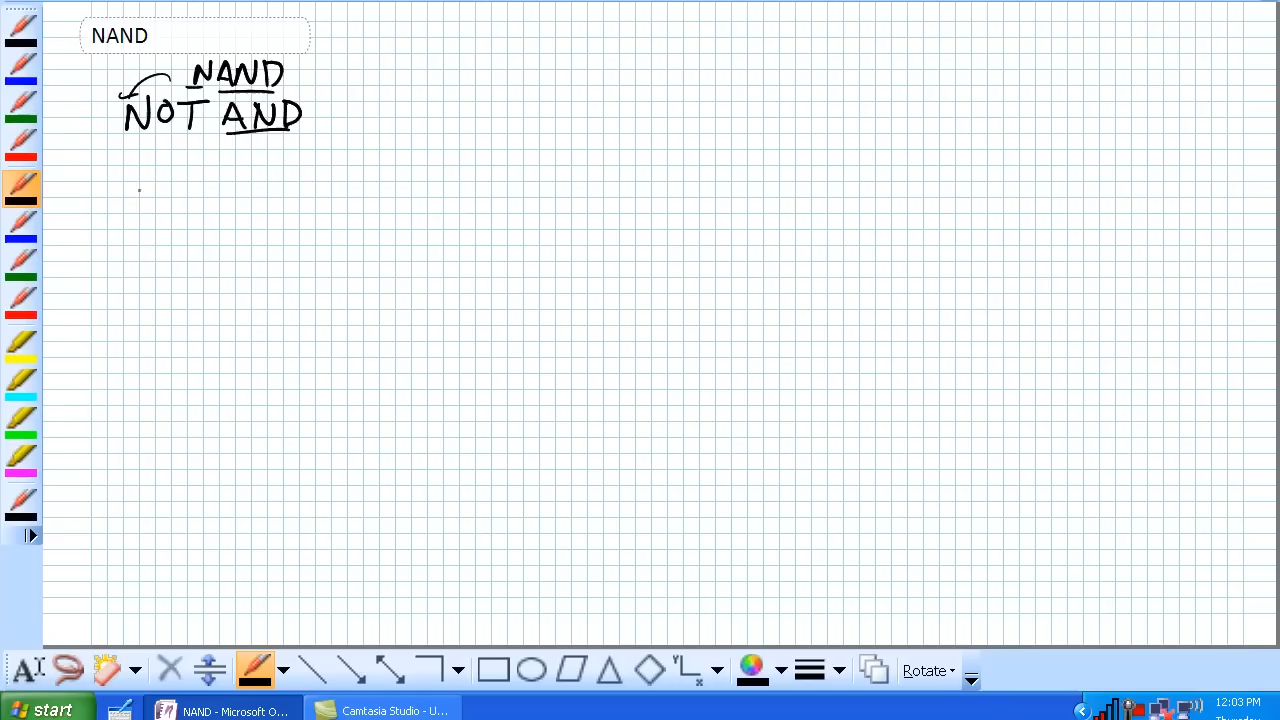 NAND
NAND
NOT AND
Rotate
start
NAND - Microsoft O...
Camtasia Studio - U...
12:03 PM